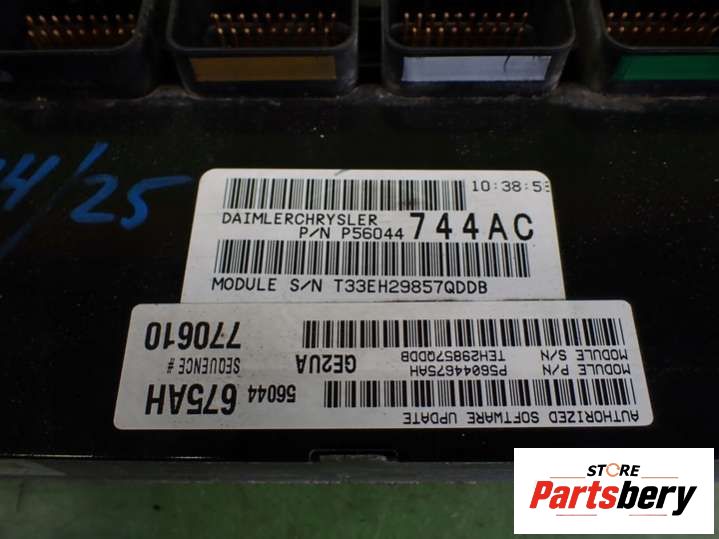 4/25
10:38:5
DAIMLERCHRYSLER
P/N P56044 744AC
MODULE S/N T33EH29857QDDB
AUTHORIZED SOFTWARE UPDATE
MODULE P/N P56044675AH
MODULE S/N TEH29857QDDB
GE2UA
56044 675AH
SEQUENCE # 770610
STORE
Partsbery